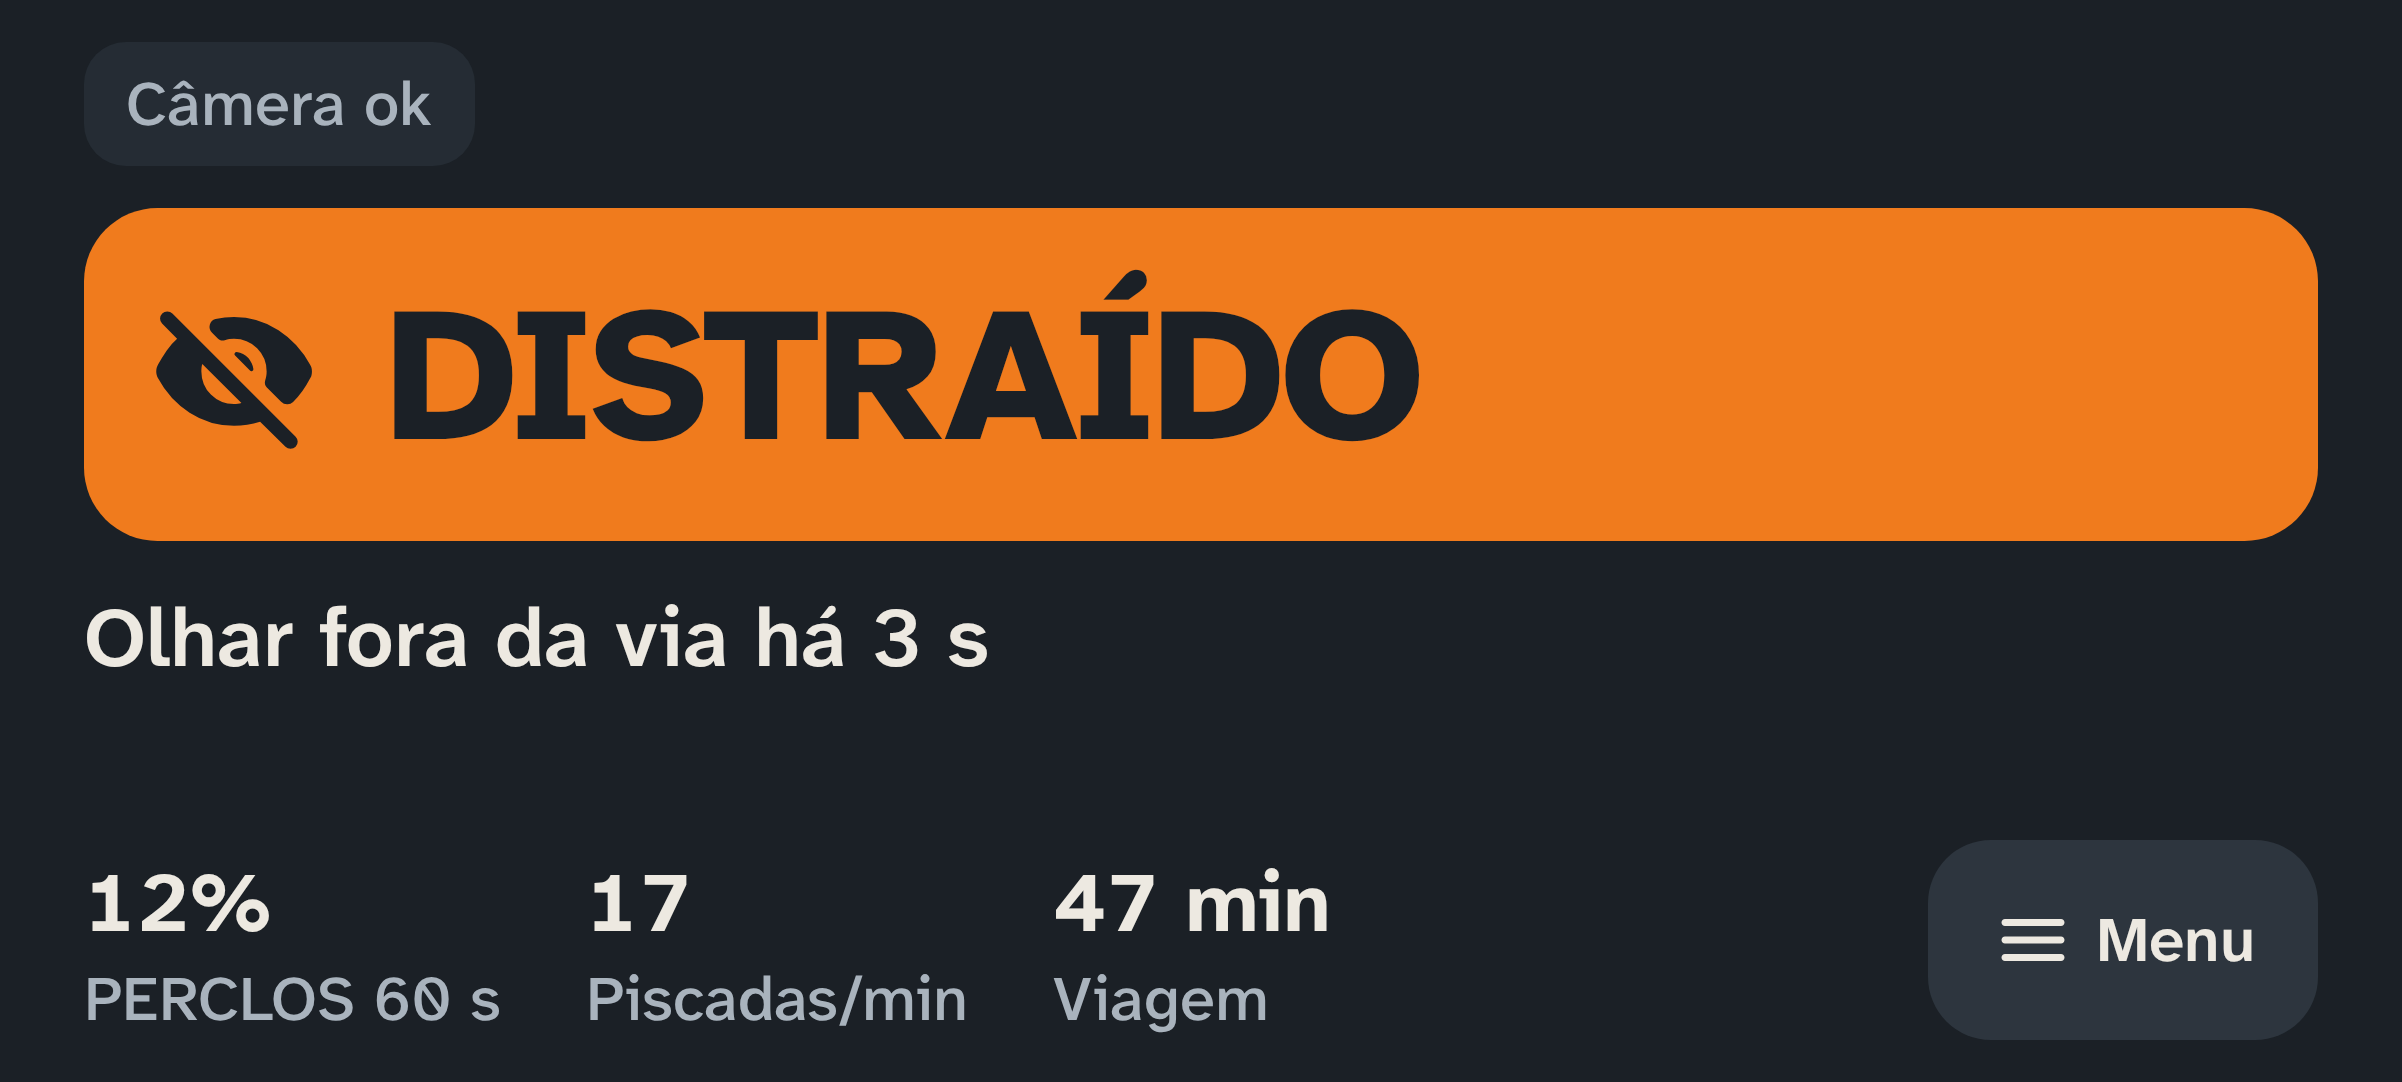 Câmera ok
DISTRAÍDO
Olhar fora da via há 3 s
12%
PERCLOS 60 s
17
Piscadas/min
47 min
Viagem
Menu